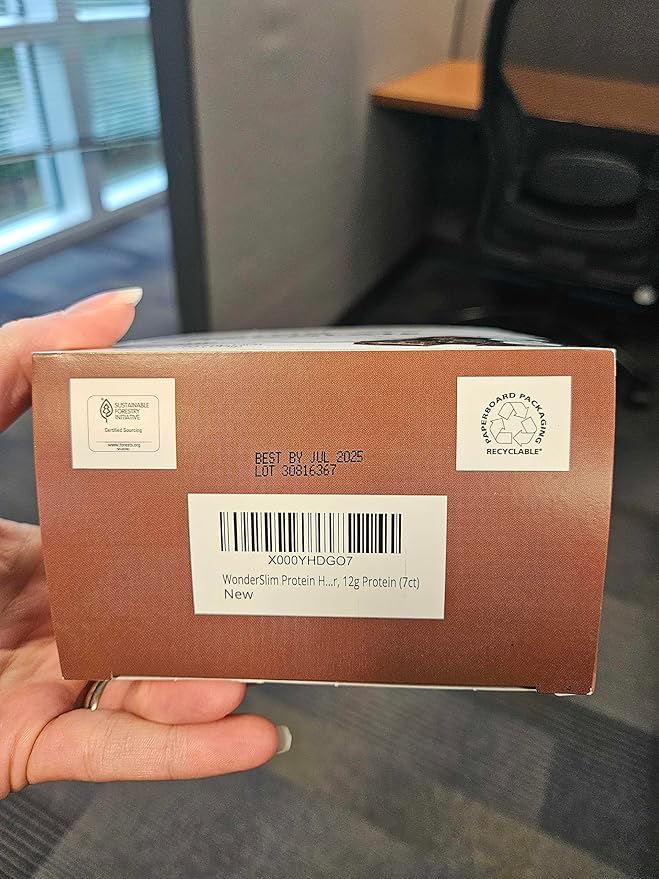 SUSTAINABLE
FORESTRY
INITIATIVE
Certified Sourcing
www.forests.org
PAPERBOARD PACKAGING
RECYCLABLE*
BEST BY JUL 2025
LOT 30816367
X000YHDGO7
WonderSlim Protein H...r, 12g Protein (7ct)
New